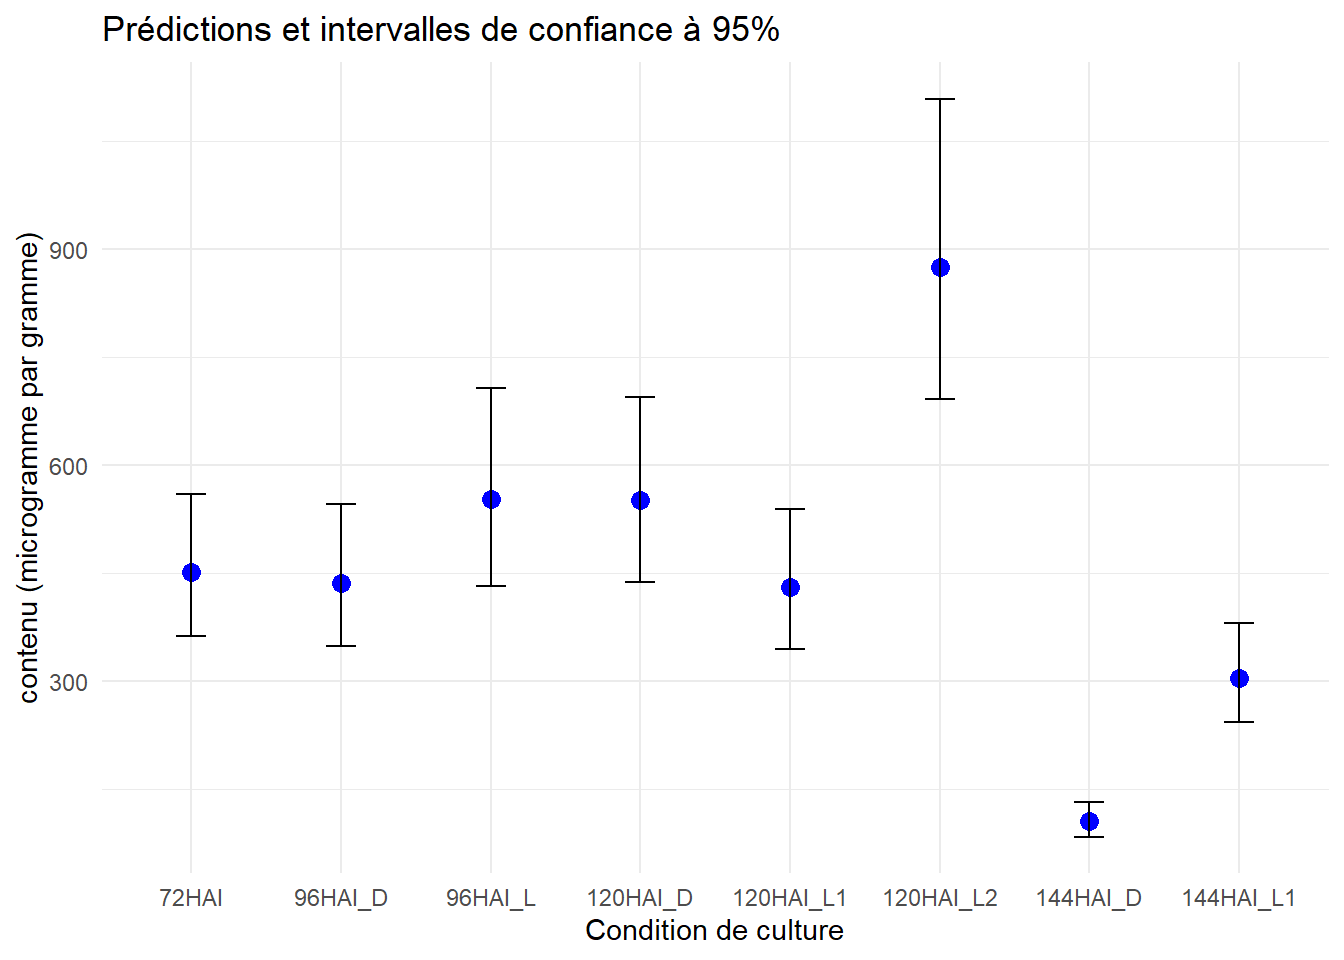 Prédictions et intervalles de confiance à 95%
contenu (microgramme par gramme)
900
600
300
72HAI 96HAI_D 96HAI_L 120HAI_D 120HAI_L1 120HAI_L2 144HAI_D 144HAI_L1
Condition de culture